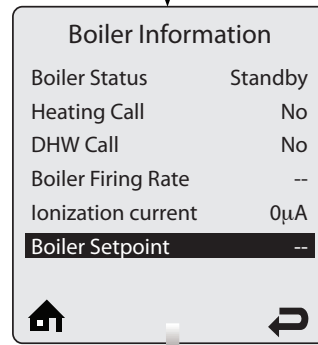 Boiler Information
Boiler Status Standby
Heating Call No
DHW Call No
Boiler Firing Rate --
Ionization current 0μA
Boiler Setpoint --